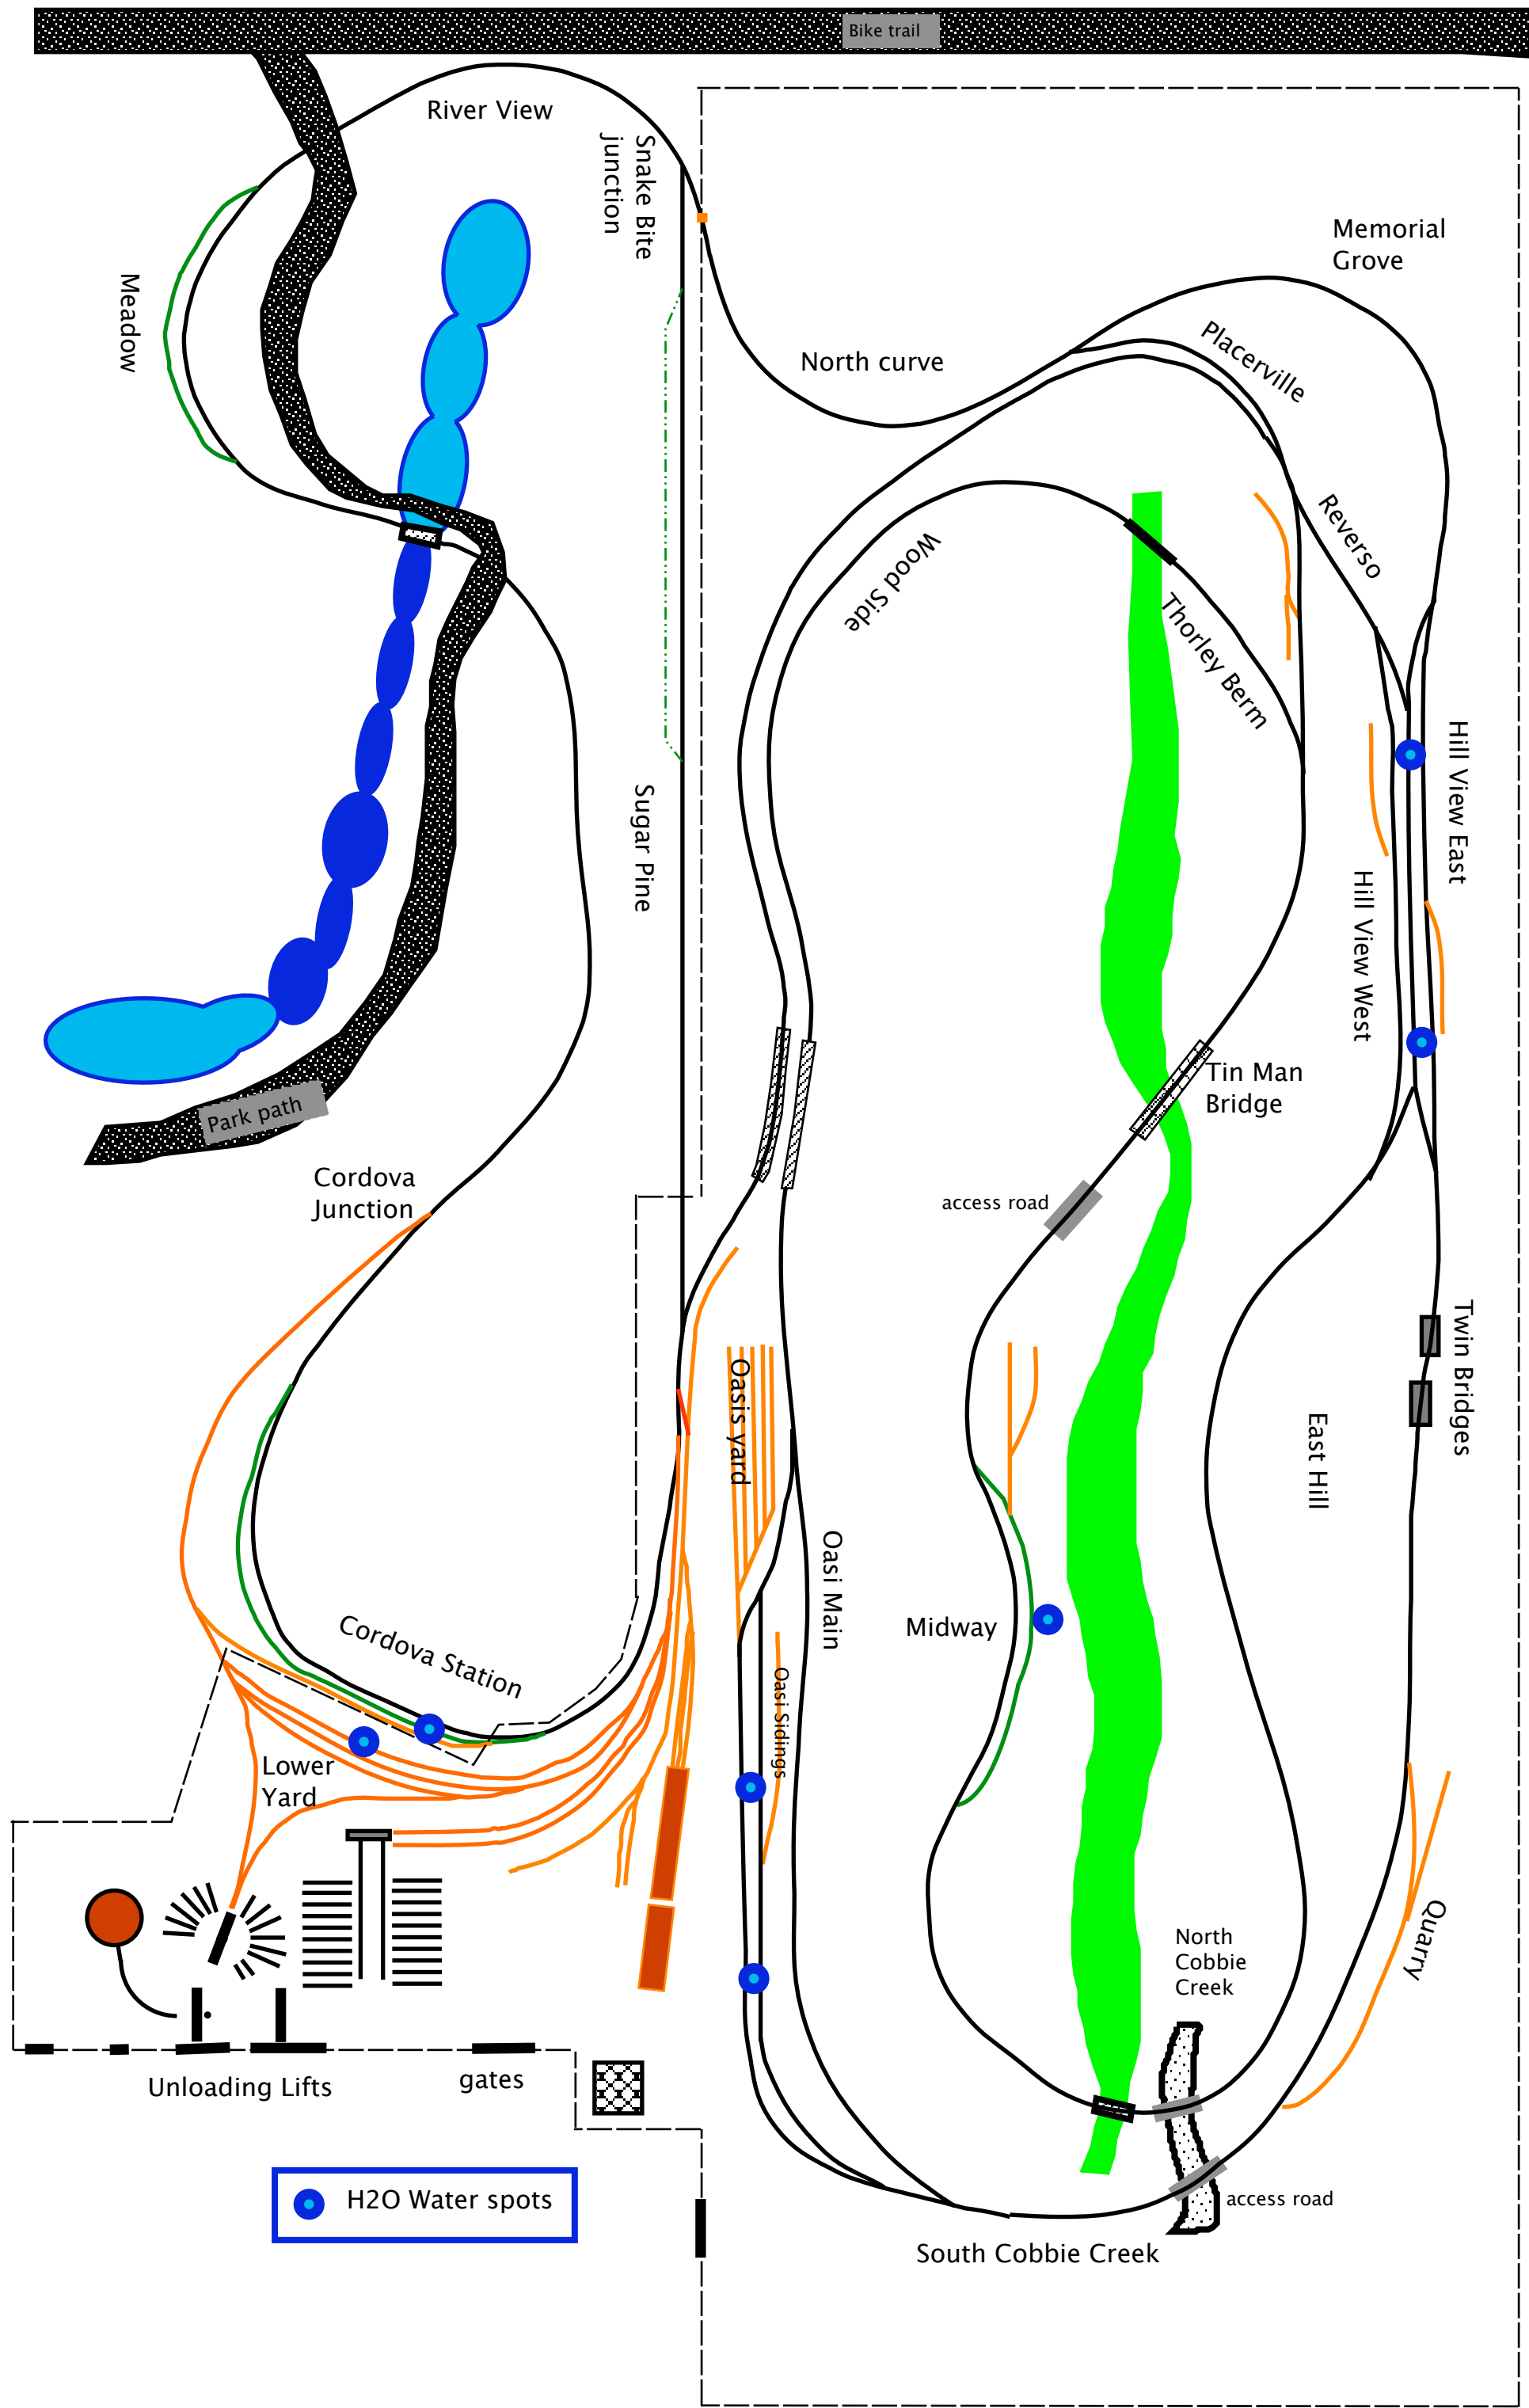 Bike trail
River View
Snake Bite
junction
Memorial
Grove
Meadow
Placerville
North curve
Reverso
Wood Side
Thorley Berm
Hill View East
Sugar Pine
Hill View West
Tin Man
Bridge
Park path
Cordova
Junction
access road
Twin Bridges
Oasis yard
East Hill
Oasi Main
Cordova Station
Midway
Oasi Sidings
Lower
Yard
Quarry
North
Cobbie
Creek
Unloading Lifts
gates
H2O Water spots
access road
South Cobbie Creek